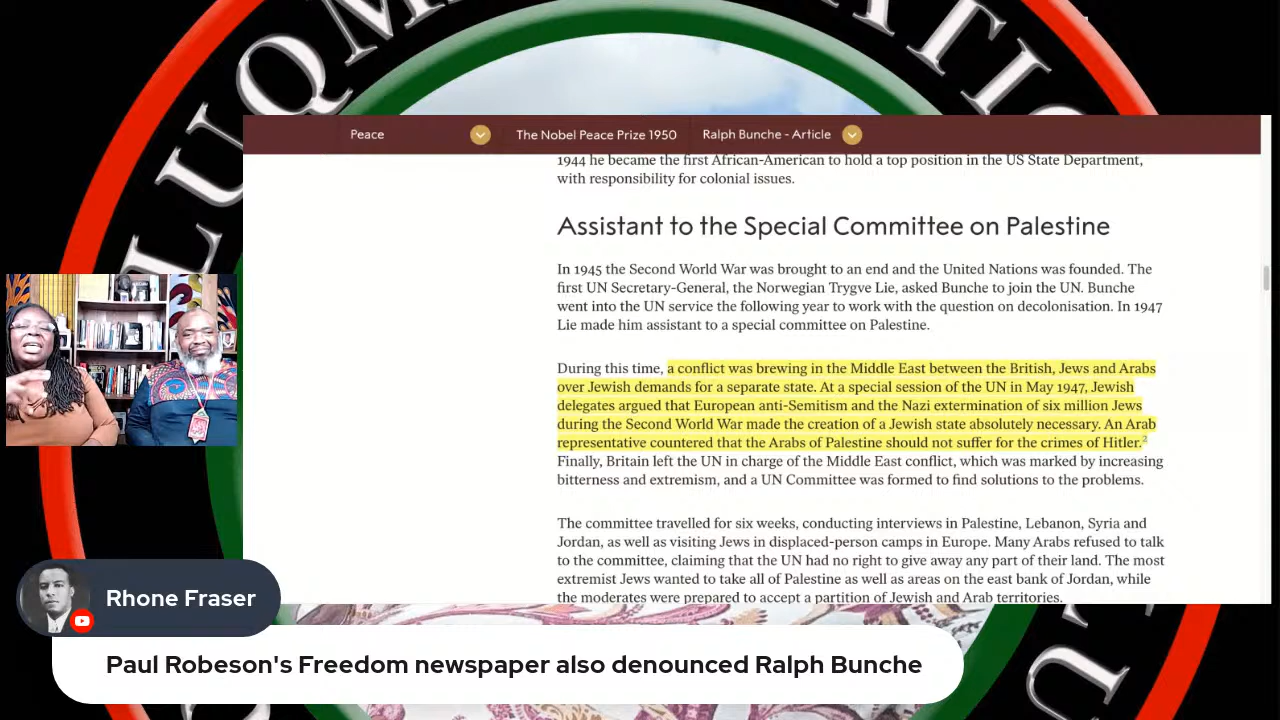 LUQM
ATIO
Peace
The Nobel Peace Prize 1950
Ralph Bunche - Article
1944 he became the first African-American to hold a top position in the US State Department,
with responsibility for colonial issues.
Assistant to the Special Committee on Palestine
In 1945 the Second World War was brought to an end and the United Nations was founded. The
first UN Secretary-General, the Norwegian Trygve Lie, asked Bunche to join the UN. Bunche
went into the UN service the following year to work with the question on decolonisation. In 1947
Lie made him assistant to a special committee on Palestine.
During this time, a conflict was brewing in the Middle East between the British, Jews and Arabs
over Jewish demands for a separate state. At a special session of the UN in May 1947, Jewish
delegates argued that European anti-Semitism and the Nazi extermination of six million Jews
during the Second World War made the creation of a Jewish state absolutely necessary. An Arab
representative countered that the Arabs of Palestine should not suffer for the crimes of Hitler.2
Finally, Britain left the UN in charge of the Middle East conflict, which was marked by increasing
bitterness and extremism, and a UN Committee was formed to find solutions to the problems.
The committee travelled for six weeks, conducting interviews in Palestine, Lebanon, Syria and
Jordan, as well as visiting Jews in displaced-person camps in Europe. Many Arabs refused to talk
to the committee, claiming that the UN had no right to give away any part of their land. The most
extremist Jews wanted to take all of Palestine as well as areas on the east bank of Jordan, while
the moderates were prepared to accept a partition of Jewish and Arab territories.
Rhone Fraser
Paul Robeson's Freedom newspaper also denounced Ralph Bunche